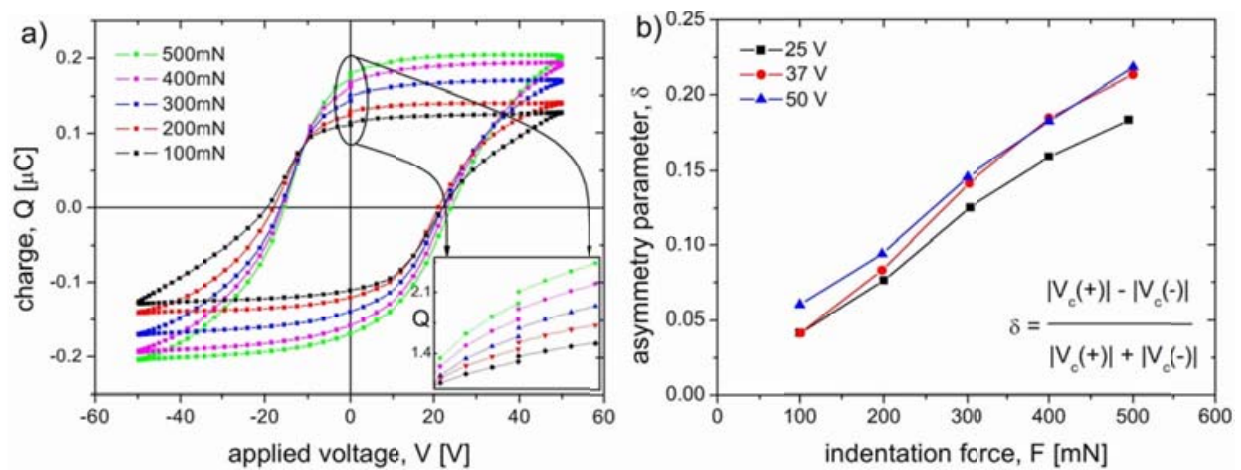 a)
500mN
400mN
300mN
200mN
100mN
0.2
0.1
0.0
-0.1
-0.2
charge, Q [μC]
-60 -40 -20 0 20 40 60
applied voltage, V [V]
2.1
Q
1.4
b)
25 V
37 V
50 V
0.25
0.20
0.15
0.10
0.05
0.00
asymmetry parameter, δ
0 100 200 300 400 500 600
indentation force, F [mN]
|V_c(+)| - |V_c(-)|
δ =
|V_c(+)| + |V_c(-)|